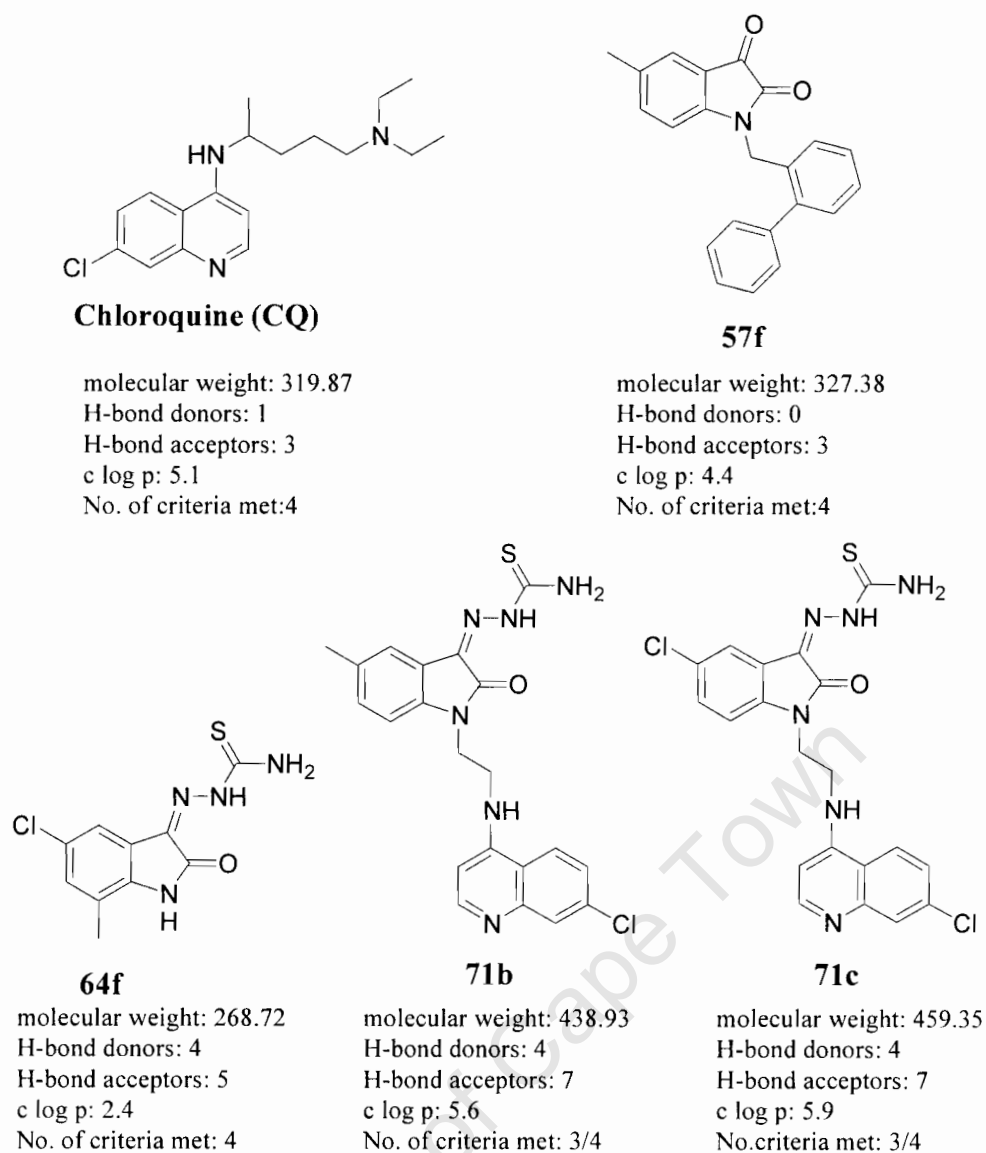 O
O
N
HN
N
Cl
N
Chloroquine (CQ)
57f
molecular weight: 319.87
H-bond donors: 1
H-bond acceptors: 3
c log p: 5.1
No. of criteria met:4
molecular weight: 327.38
H-bond donors: 0
H-bond acceptors: 3
c log p: 4.4
No. of criteria met:4
S
NH2
N-NH
Cl
O
N
H
64f
molecular weight: 268.72
H-bond donors: 4
H-bond acceptors: 5
c log p: 2.4
No. of criteria met: 4
S
NH2
N-NH
O
N
NH
N
Cl
71b
molecular weight: 438.93
H-bond donors: 4
H-bond acceptors: 7
c log p: 5.6
No. of criteria met: 3/4
S
NH2
N-NH
Cl
O
N
NH
N
Cl
71c
molecular weight: 459.35
H-bond donors: 4
H-bond acceptors: 7
c log p: 5.9
No.criteria met: 3/4
of Cape Town